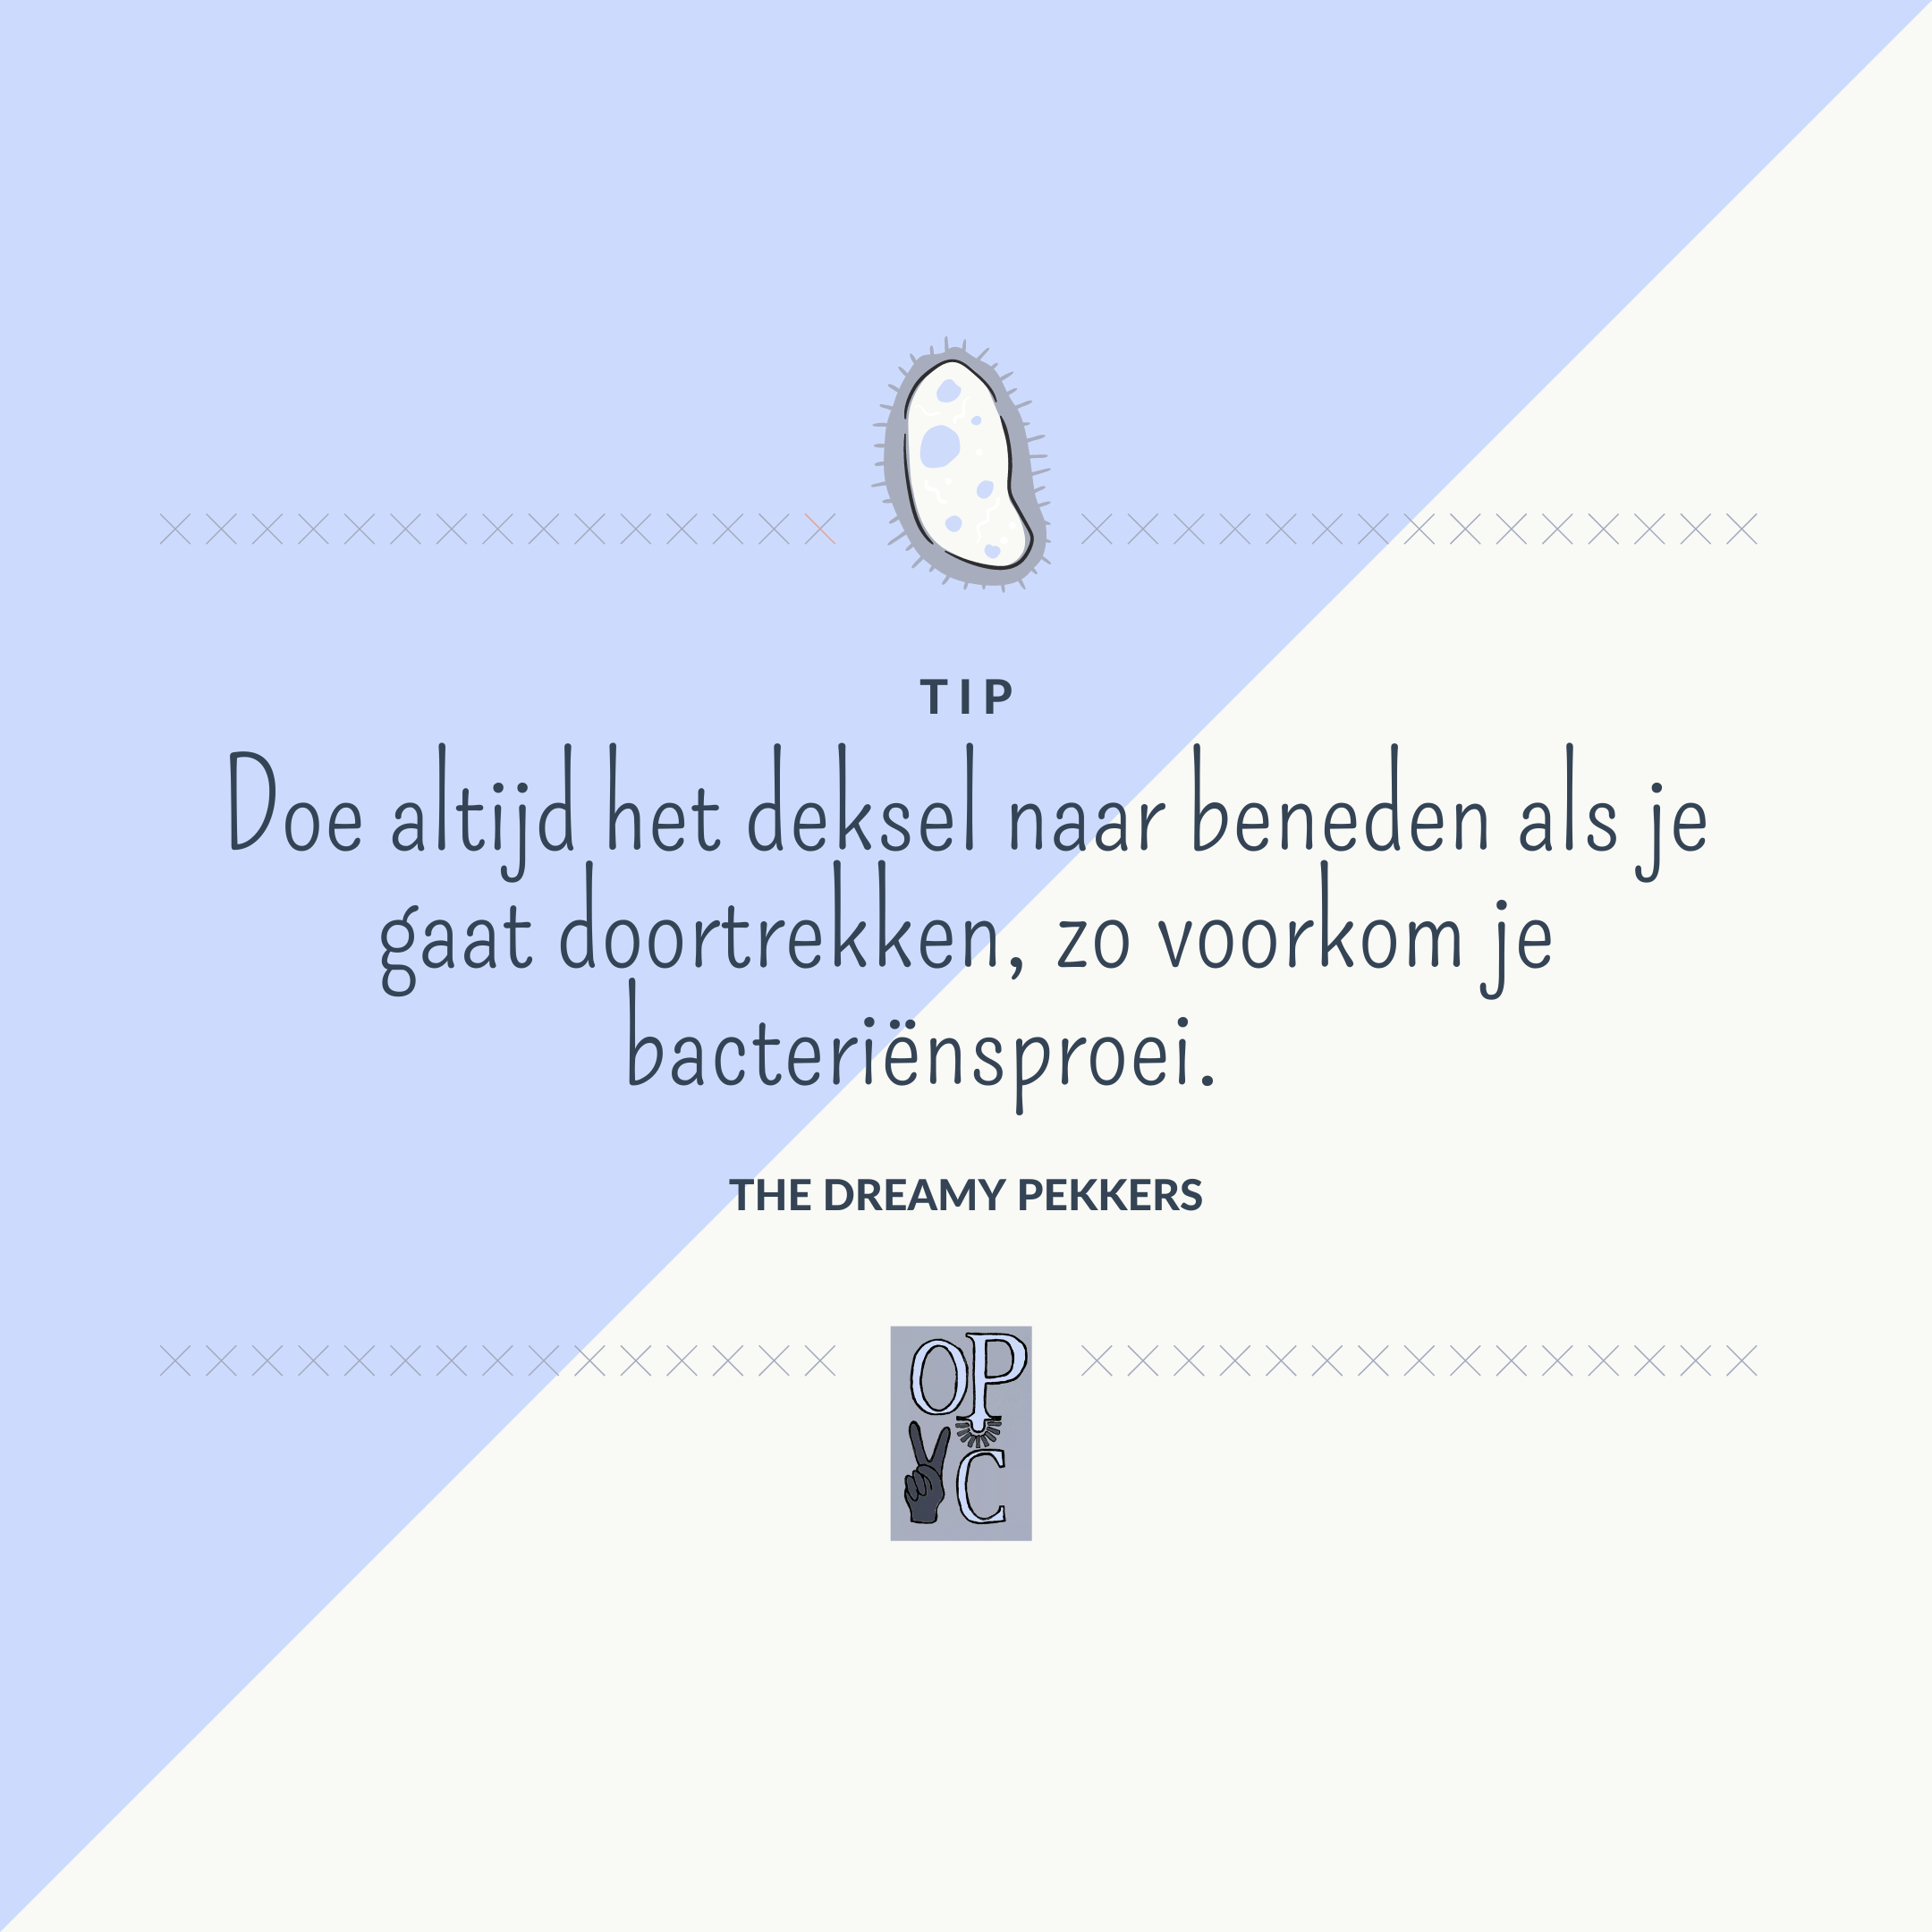 TIP
Doe altijd het deksel naar beneden als je
gaat doortrekken, zo voorkom je
bacteriënsproei.
THE DREAMY PEKKERS
OP
VC